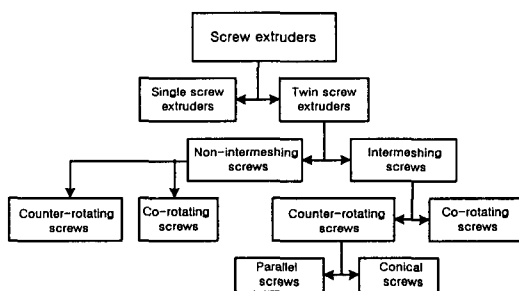 Screw extruders
Single screw
extruders
Twin screw
extruders
Non-intermeshing
screws
Intermeshing
screws
Counter-rotating
screws
Co-rotating
screws
Counter-rotating
screws
Co-rotating
screws
Parallel
screws
Conical
screws